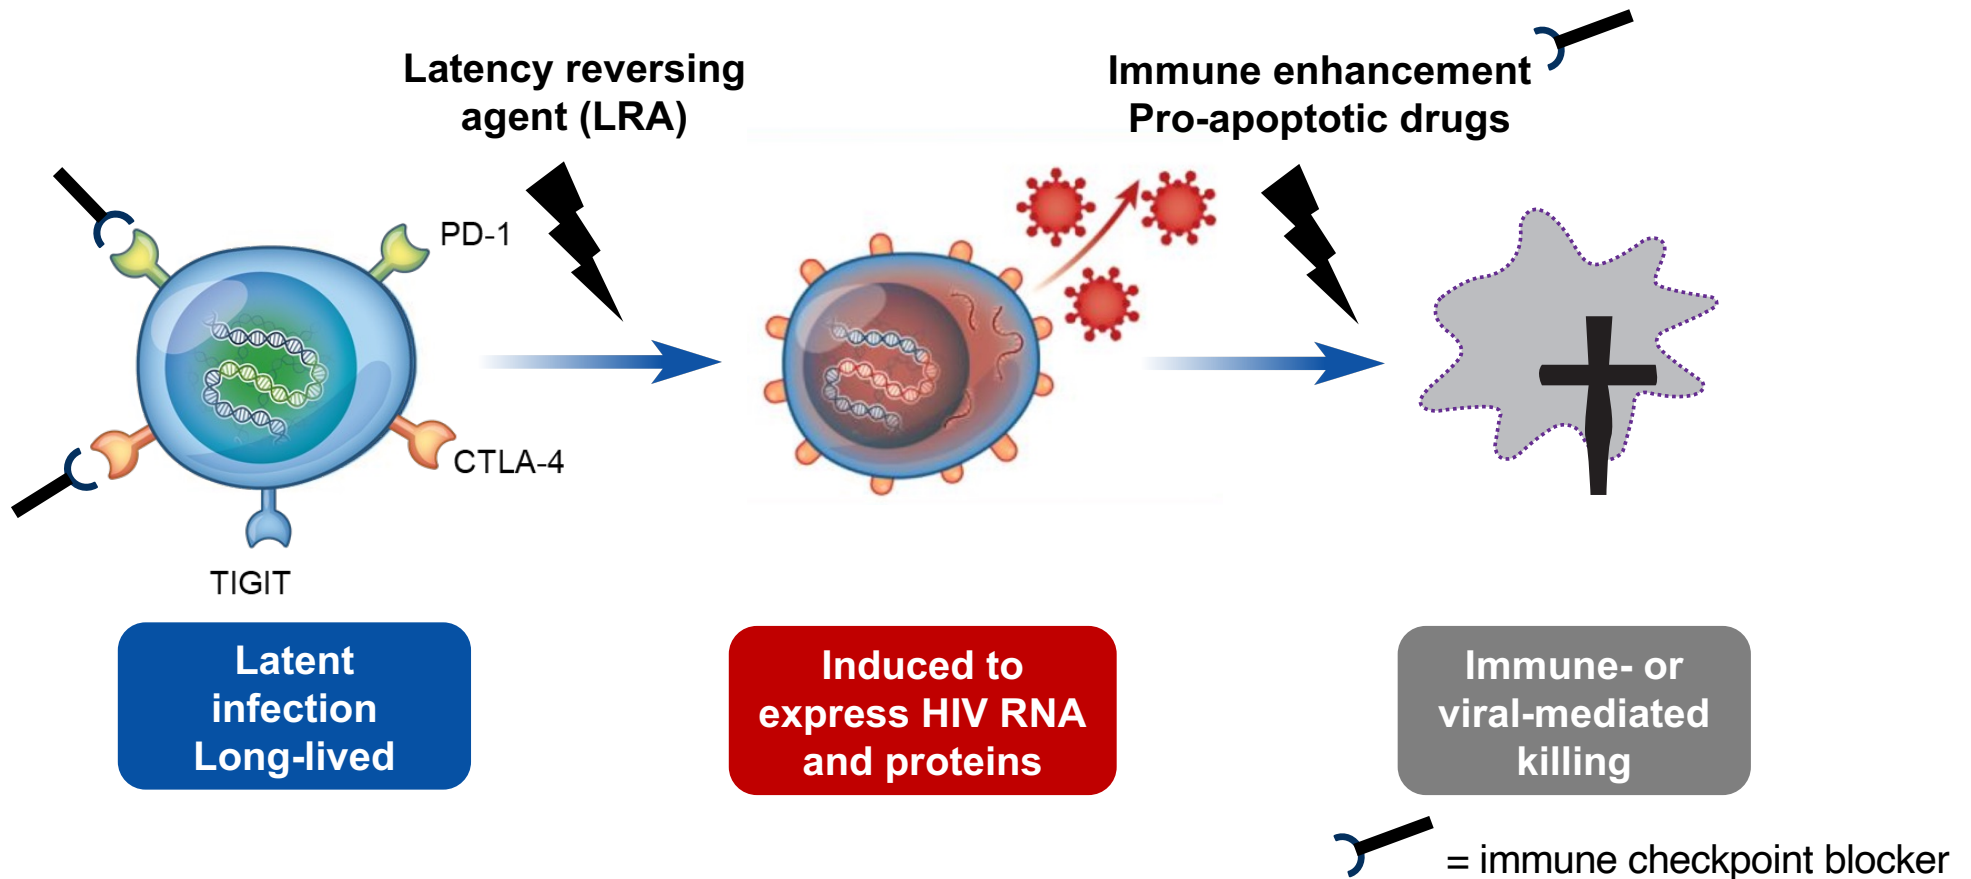 Latency reversing
agent (LRA)
Immune enhancement
Pro-apoptotic drugs
PD-1
CTLA-4
TIGIT
Latent
infection
Long-lived
Induced to
express HIV RNA
and proteins
Immune- or
viral-mediated
killing
= immune checkpoint blocker